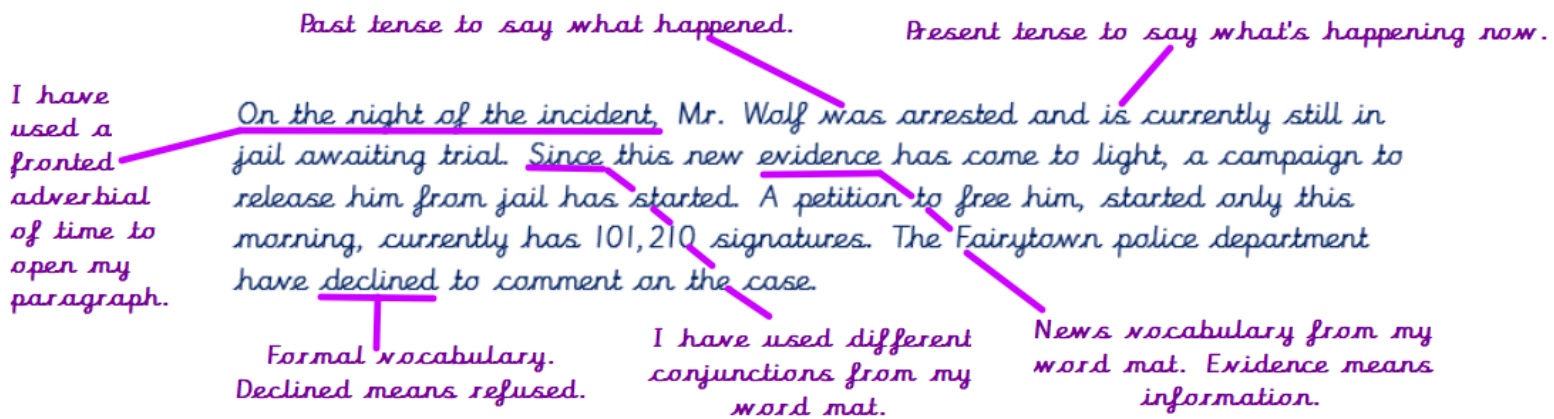 Past tense to say what happened.
Present tense to say what's happening now.
I have
used a
fronted
adverbial
of time to
open my
paragraph.
On the night of the incident, Mr. Wolf was arrested and is currently still in
jail awaiting trial. Since this new evidence has come to light, a campaign to
release him from jail has started. A petition to free him, started only this
morning, currently has 101,210 signatures. The Fairytown police department
have declined to comment on the case.
Formal vocabulary.
Declined means refused.
I have used different
conjunctions from my
word mat.
News vocabulary from my
word mat. Evidence means
information.